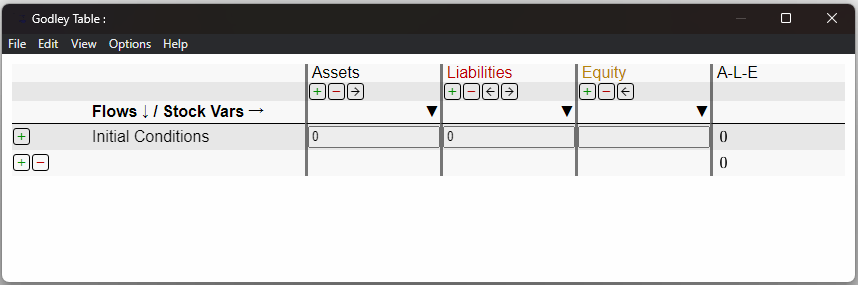 Godley Table :
File Edit View Options Help
Assets Liabilities Equity A-L-E
+ − → + − ← → + − ←
Flows ↓ / Stock Vars → ▼ ▼ ▼
+ Initial Conditions 0 0 0
+ − 0